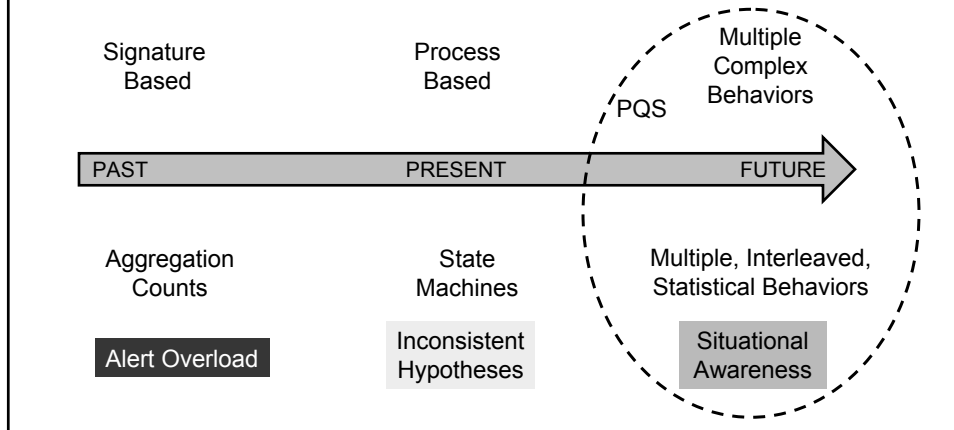 Signature
Based
Process
Based
Multiple
Complex
Behaviors
PQS
PAST
PRESENT
FUTURE
Aggregation
Counts
State
Machines
Multiple, Interleaved,
Statistical Behaviors
Alert Overload
Inconsistent
Hypotheses
Situational
Awareness